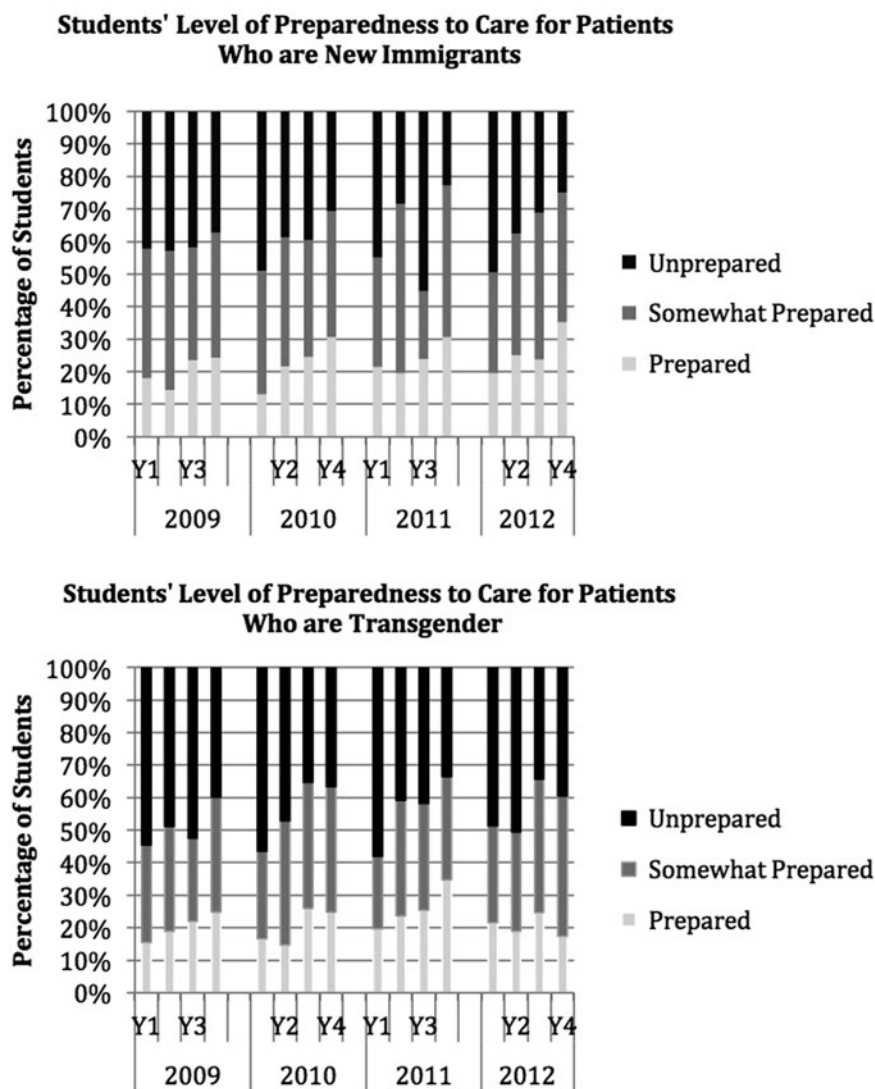 Students' Level of Preparedness to Care for Patients
Who are New Immigrants
Percentage of Students
100%
90%
80%
70%
60%
50%
40%
30%
20%
10%
0%
Y1 Y3 Y2 Y4 Y1 Y3 Y2 Y4
2009 2010 2011 2012
Unprepared
Somewhat Prepared
Prepared
Students' Level of Preparedness to Care for Patients
Who are Transgender
Percentage of Students
100%
90%
80%
70%
60%
50%
40%
30%
20%
10%
0%
Y1 Y3 Y2 Y4 Y1 Y3 Y2 Y4
2009 2010 2011 2012
Unprepared
Somewhat Prepared
Prepared